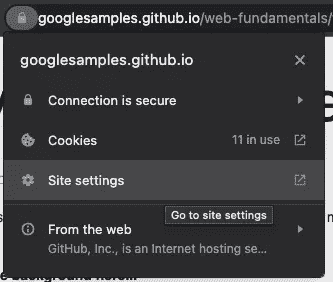 googlesamples.github.io/web-fundamentals/
googlesamples.github.io
Connection is secure
Cookies 11 in use
Site settings
Go to site settings
From the web
GitHub, Inc., is an Internet hosting se...